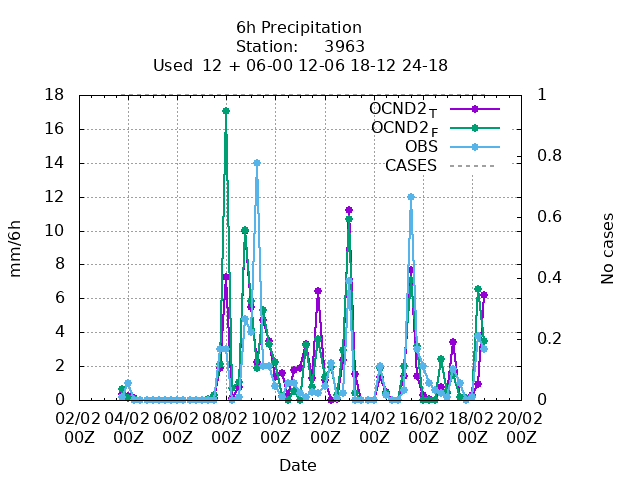 6h Precipitation
Station: 3963
Used 12 + 06-00 12-06 18-12 24-18
18
16
14
12
10
8
6
4
2
0
mm/6h
1
0.8
0.6
0.4
0.2
0
No cases
OCND2T
OCND2F
OBS
CASES
02/02 04/02 06/02 08/02 10/02 12/02 14/02 16/02 18/02 20/02
00Z 00Z 00Z 00Z 00Z 00Z 00Z 00Z 00Z 00Z
Date